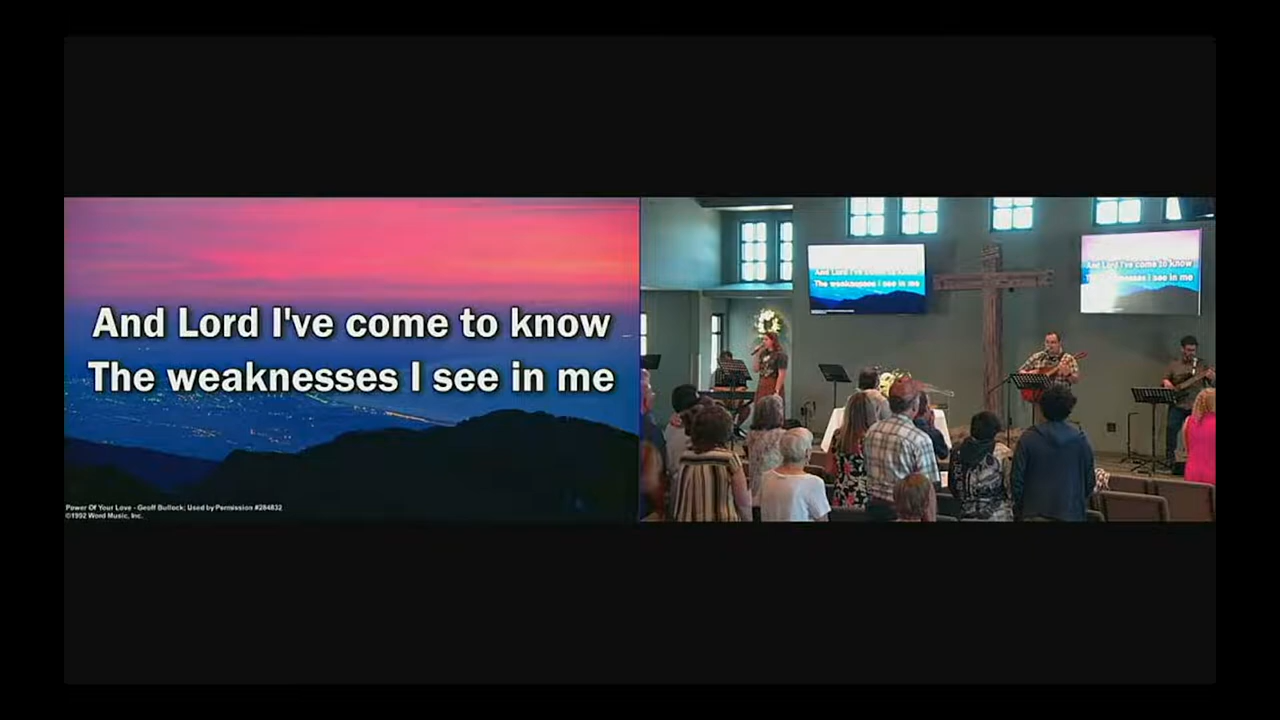 And Lord I've come to know
The weaknesses I see in me
Power Of Your Love - Geoff Bullock; Used by Permission #284832
©1992 Word Music, Inc.
And Lord I've come to know
The weaknesses I see in me
And Lord I've come to know
The weaknesses I see in me